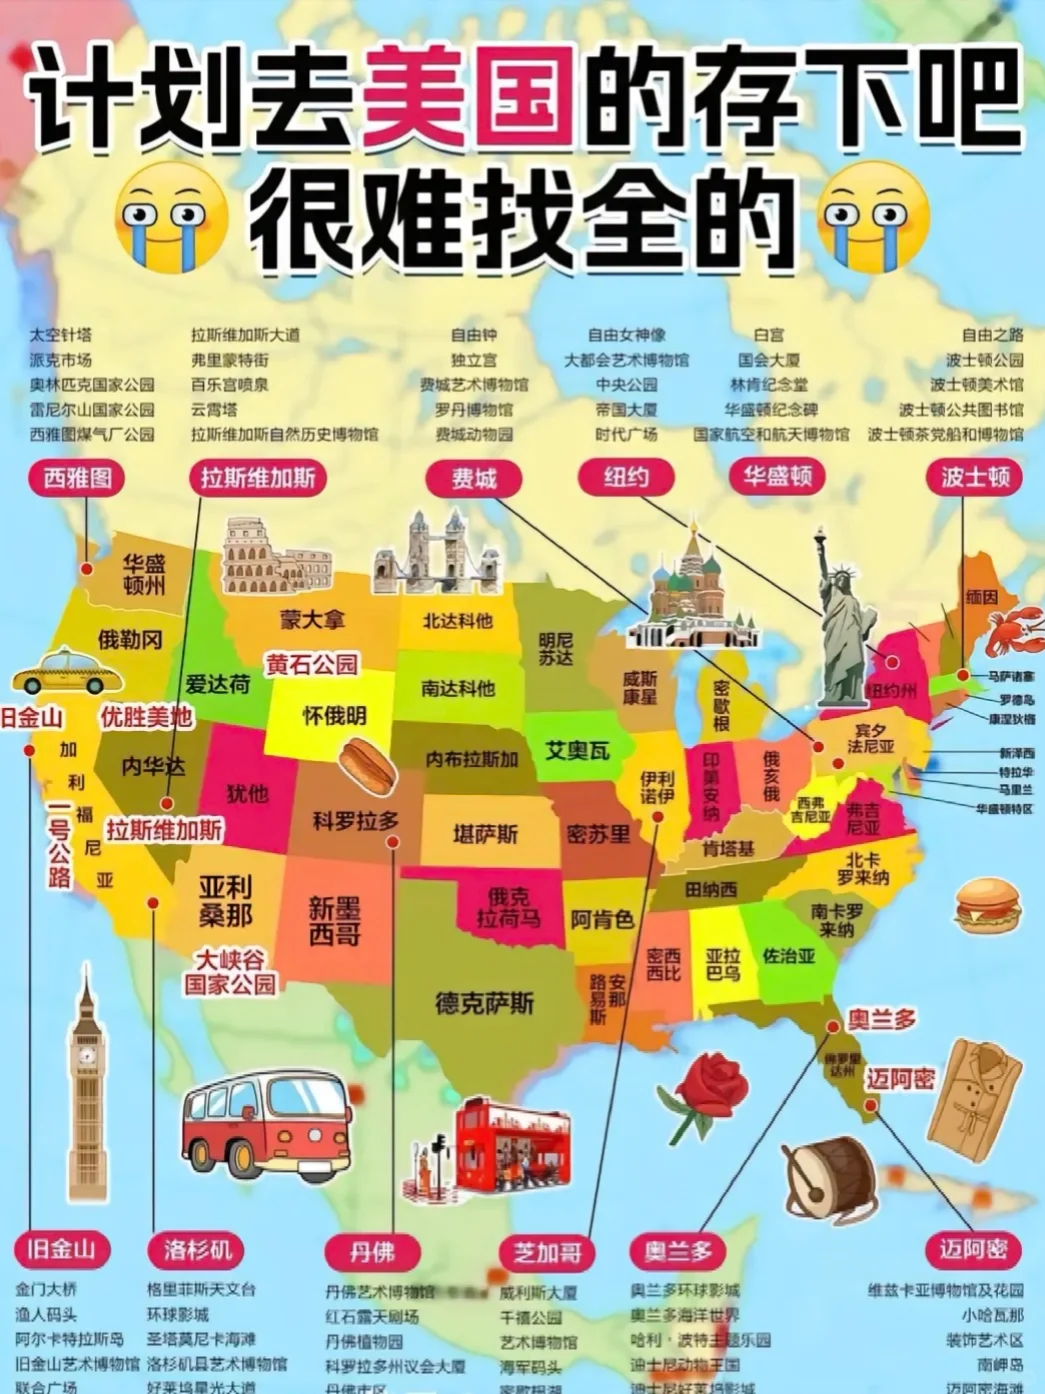 计划去美国的存下吧
很难找全的
太空针塔
派克市场
奥林匹克国家公园
雷尼尔山国家公园
西雅图煤气厂公园
西雅图
拉斯维加斯大道
弗里蒙特街
百乐宫喷泉
云霄塔
拉斯维加斯自然历史博物馆
拉斯维加斯
自由钟
独立宫
费城艺术博物馆
罗丹博物馆
费城动物园
费城
自由女神像
大都会艺术博物馆
中央公园
帝国大厦
时代广场
纽约
白宫
国会大厦
林肯纪念堂
华盛顿纪念碑
国家航空和航天博物馆
华盛顿
自由之路
波士顿公园
波士顿美术馆
波士顿公共图书馆
波士顿茶党船和博物馆
波士顿
华盛
顿州
俄勒冈
爱达荷
蒙大拿
黄石公园
怀俄明
北达科他
南达科他
明尼
苏达
威斯
康星
密歇根
缅因
纽约州
马萨诸塞
罗德岛
康涅狄格
宾夕
法尼亚
新泽西
特拉华
马里兰
华盛顿特区
旧金山
优胜美地
加利福尼亚
一号公路
内华达
拉斯维加斯
犹他
科罗拉多
内布拉斯加
堪萨斯
艾奥瓦
密苏里
伊利
诺伊
印第安纳
俄亥俄
西弗
吉尼亚
弗吉
尼亚
肯塔基
田纳西
北卡
罗来纳
南卡罗
来纳
亚利
桑那
大峡谷
国家公园
新墨
西哥
俄克
拉荷马
阿肯色
德克萨斯
路易斯
安那
密西
西比
亚拉
巴乌
佐治亚
奥兰多
佛罗里
达州
迈阿密
旧金山
金门大桥
渔人码头
阿尔卡特拉斯岛
旧金山艺术博物馆
联合广场
洛杉矶
格里菲斯天文台
环球影城
圣塔莫尼卡海滩
洛杉矶县艺术博物馆
好莱坞星光大道
丹佛
丹佛艺术博物馆
红石露天剧场
丹佛植物园
科罗拉多州议会大厦
丹佛市区
芝加哥
威利斯大厦
千禧公园
艺术博物馆
海军码头
密歇根湖
奥兰多
奥兰多环球影城
奥兰多海洋世界
哈利·波特主题乐园
迪士尼动物王国
迪士尼好莱坞影城
迈阿密
维兹卡亚博物馆及花园
小哈瓦那
装饰艺术区
南岬岛
迈阿密海滩